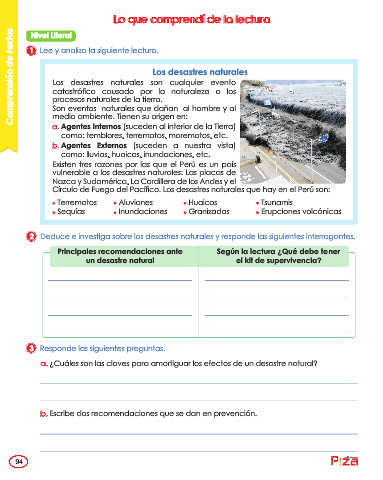 Lo que comprendí de la lectura
Comprensión de textos
Nivel Literal
1 Lee y analiza la siguiente lectura.
Los desastres naturales
Los desastres naturales son cualquier evento
catastrófico causado por la naturaleza o los
procesos naturales de la tierra.
Son eventos naturales que dañan al hombre y al
medio ambiente. Tienen su origen en:
a. Agentes Internos (suceden al interior de la Tierra)
como: temblores, terremotos, maremotos, etc.
b. Agentes Externos (suceden a nuestra vista)
como: lluvias, huaicos, inundaciones, etc.
Existen tres razones por las que el Perú es un país
vulnerable a los desastres naturales: Las placas de
Nazca y Sudamérica, La Cordillera de los Andes y el
Círculo de Fuego del Pacífico. Los desastres naturales que hay en el Perú son:
• Terremotos • Aluviones • Huaicos • Tsunamis
• Sequías • Inundaciones • Granizadas • Erupciones volcánicas
2 Deduce e investiga sobre los desastres naturales y responde las siguientes interrogantes.
Principales recomendaciones ante
un desastre natural
Según la lectura ¿Qué debe tener
el kit de supervivencia?
3 Responde las siguientes preguntas.
a. ¿Cuáles son las claves para amortiguar los efectos de un desastre natural?
b. Escribe dos recomendaciones que se dan en prevención.
94